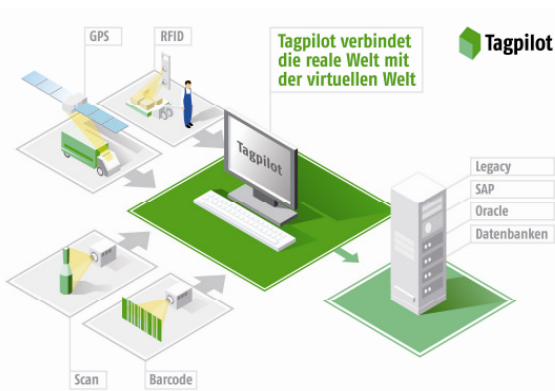 GPS
RFID
Tagpilot verbindet
die reale Welt mit
der virtuellen Welt
Tagpilot
Tagpilot
Legacy
SAP
Oracle
Datenbanken
Scan
Barcode